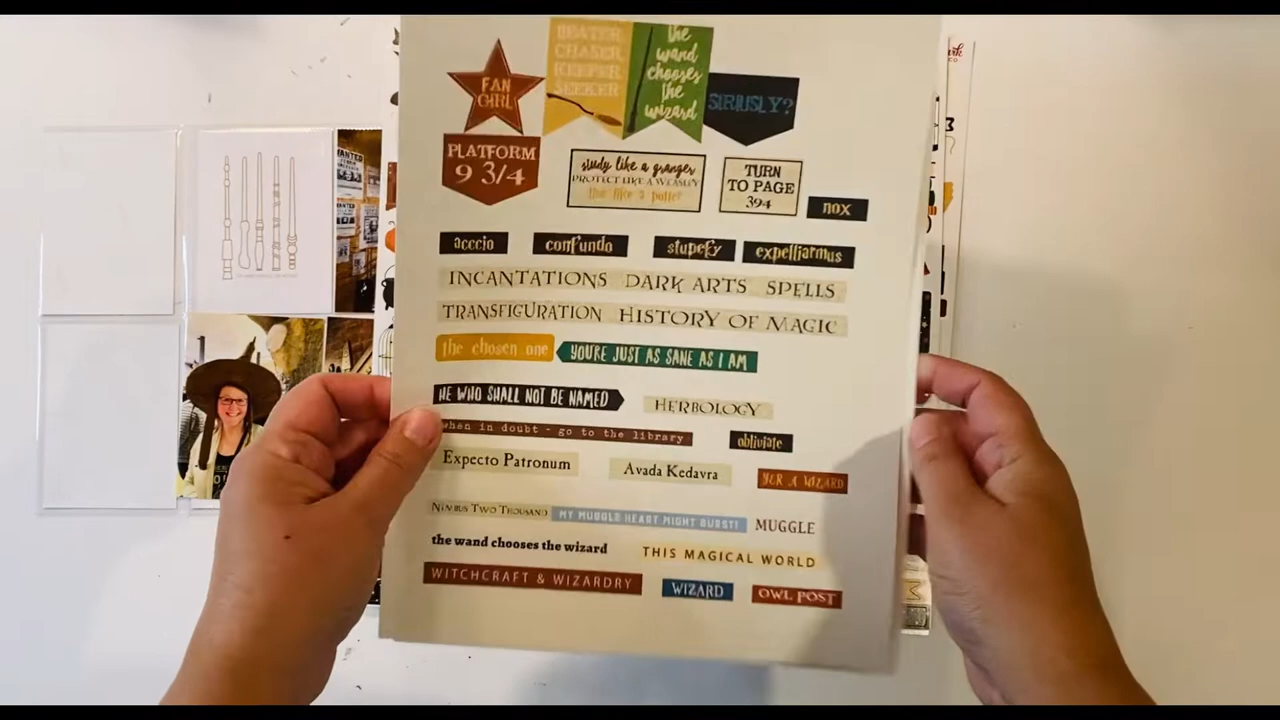 FAN
GIRL
BEATER
CHASER
KEEPER
SEEKER
the
wand
chooses
the
wizard
SIRIUSLY?
PLATFORM
9 3/4
study like a granger
PROTECT LIKE A WEASLEY
live like a potter
TURN
TO PAGE
394
nox
accio
confundo
stupefy
expelliarmus
INCANTATIONS DARK ARTS SPELLS
TRANSFIGURATION HISTORY OF MAGIC
the chosen one
YOU'RE JUST AS SANE AS I AM
HE WHO SHALL NOT BE NAMED
HERBOLOGY
when in doubt - go to the library
obliviate
Expecto Patronum
Avada Kedavra
YER A WIZARD
NIMBUS TWO THOUSAND
MY MUGGLE HEART MIGHT BURST!
MUGGLE
the wand chooses the wizard
THIS MAGICAL WORLD
WITCHCRAFT & WIZARDRY
WIZARD
OWL POST
WANTED